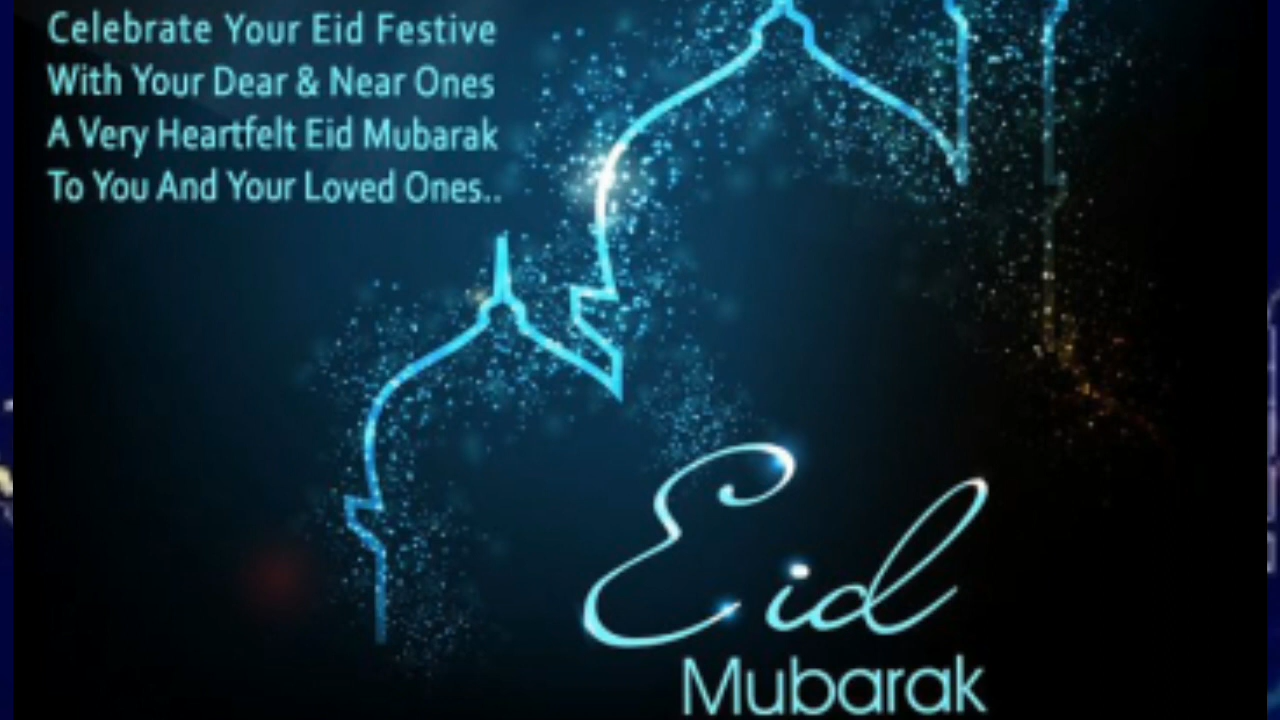 Celebrate Your Eid Festive
With Your Dear & Near Ones
A Very Heartfelt Eid Mubarak
To You And Your Loved Ones..
Eid
Mubarak